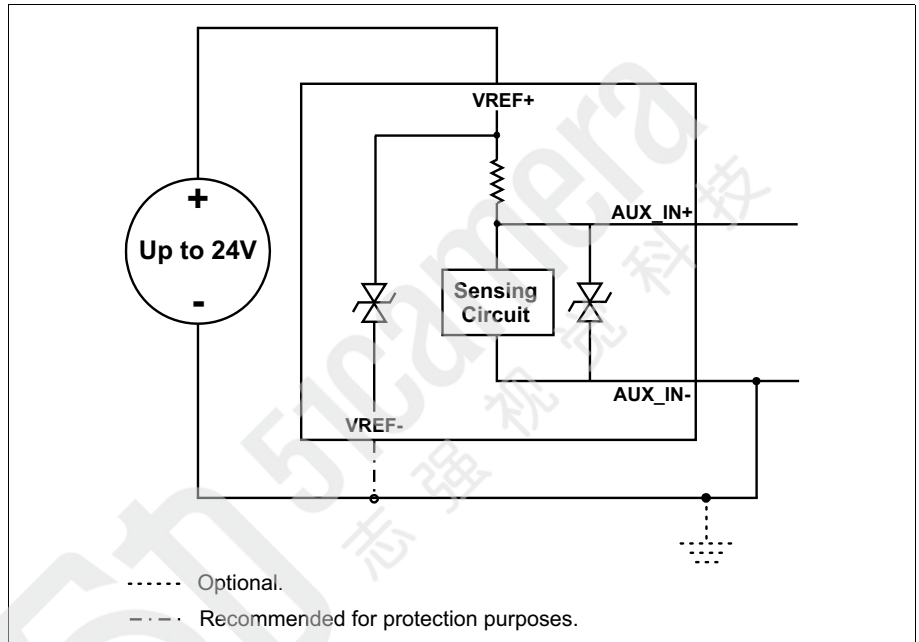 VREF+
+
Up to 24V
-
AUX_IN+
Sensing
Circuit
AUX_IN-
VREF-
Optional.
Recommended for protection purposes.
51camera
志强视觉科技